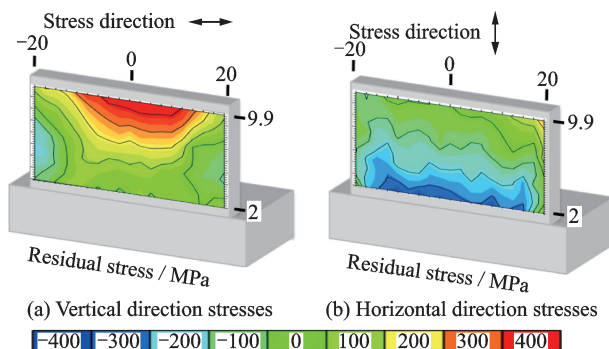 Stress direction
−20
0
20
9.9
2
Residual stress / MPa
(a) Vertical direction stresses
Stress direction
−20
0
20
9.9
2
Residual stress / MPa
(b) Horizontal direction stresses
−400 −300 −200 −100 0 100 200 300 400